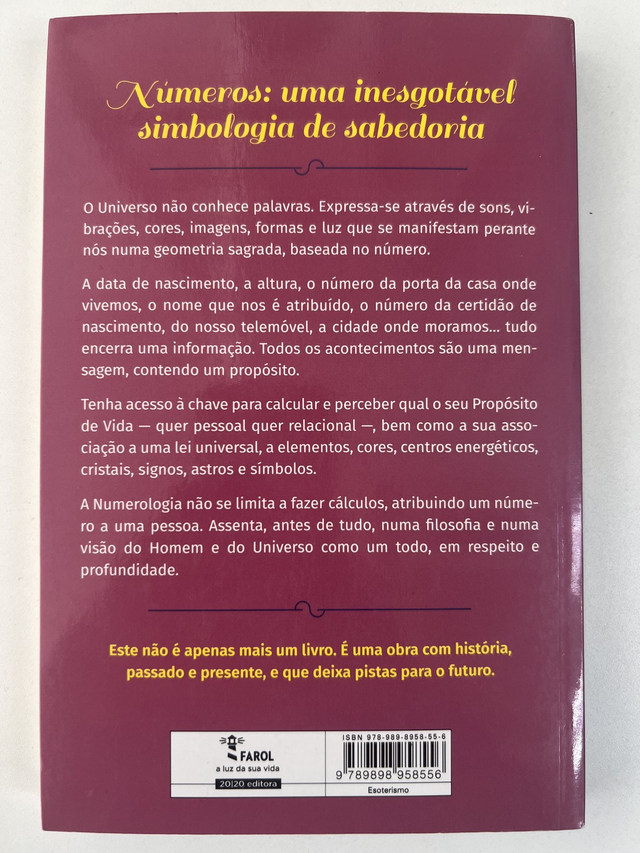 Números: uma inesgotável
simbologia de sabedoria
O Universo não conhece palavras. Expressa-se através de sons, vi-
brações, cores, imagens, formas e luz que se manifestam perante
nós numa geometria sagrada, baseada no número.
A data de nascimento, a altura, o número da porta da casa onde
vivemos, o nome que nos é atribuído, o número da certidão de
nascimento, do nosso telemóvel, a cidade onde moramos... tudo
encerra uma informação. Todos os acontecimentos são uma men-
sagem, contendo um propósito.
Tenha acesso à chave para calcular e perceber qual o seu Propósito
de Vida — quer pessoal quer relacional —, bem como a sua asso-
ciação a uma lei universal, a elementos, cores, centros energéticos,
cristais, signos, astros e símbolos.
A Numerologia não se limita a fazer cálculos, atribuindo um núme-
ro a uma pessoa. Assenta, antes de tudo, numa filosofia e numa
visão do Homem e do Universo como um todo, em respeito e
profundidade.
Este não é apenas mais um livro. É uma obra com história,
passado e presente, e que deixa pistas para o futuro.
FAROL
a luz da sua vida
20|20 editora
ISBN 978-989-8958-55-6
9 789898 958556
Esoterismo